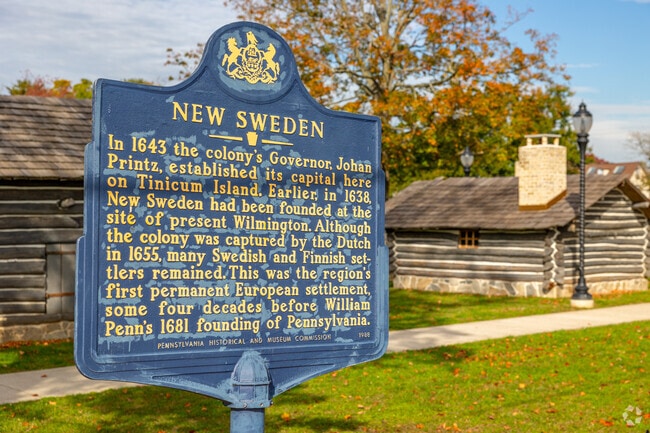 NEW SWEDEN
In 1643 the colony's Governor, Johan
Printz, established its capital here
on Tinicum Island. Earlier, in 1638,
New Sweden had been founded at the
site of present Wilmington. Although
the colony was captured by the Dutch
in 1655, many Swedish and Finnish set-
tlers remained. This was the region's
first permanent European settlement,
some four decades before William
Penn's 1681 founding of Pennsylvania.
PENNSYLVANIA HISTORICAL AND MUSEUM COMMISSION 1988